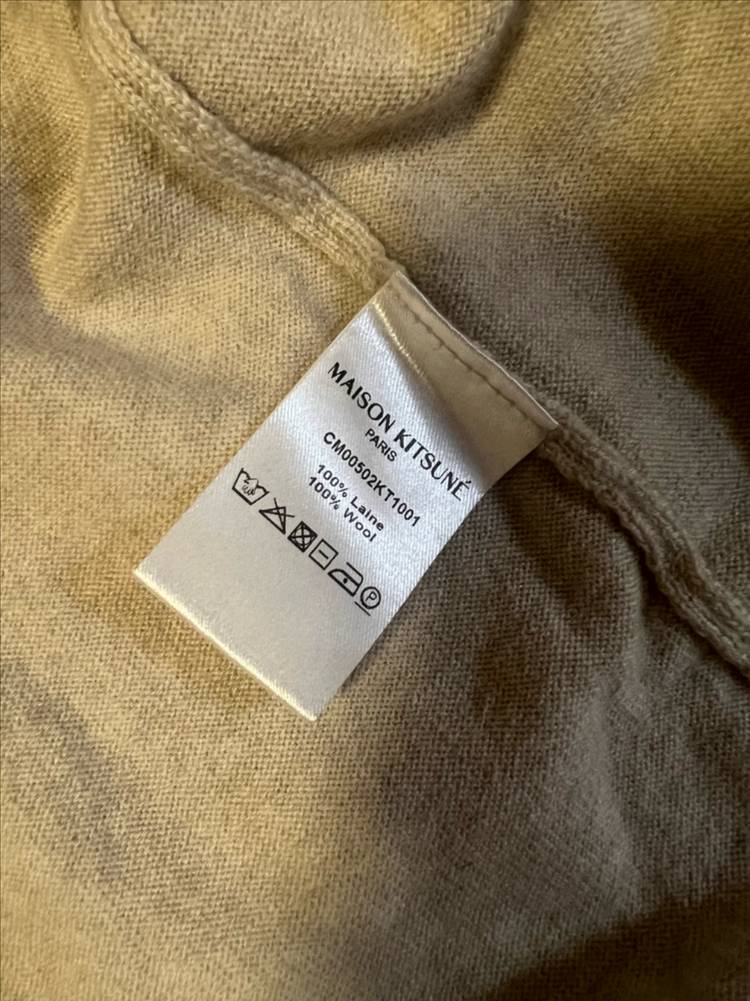 MAISON KITSUNÉ
PARIS
CM00502KT1001
100% Laine
100% Wool
P